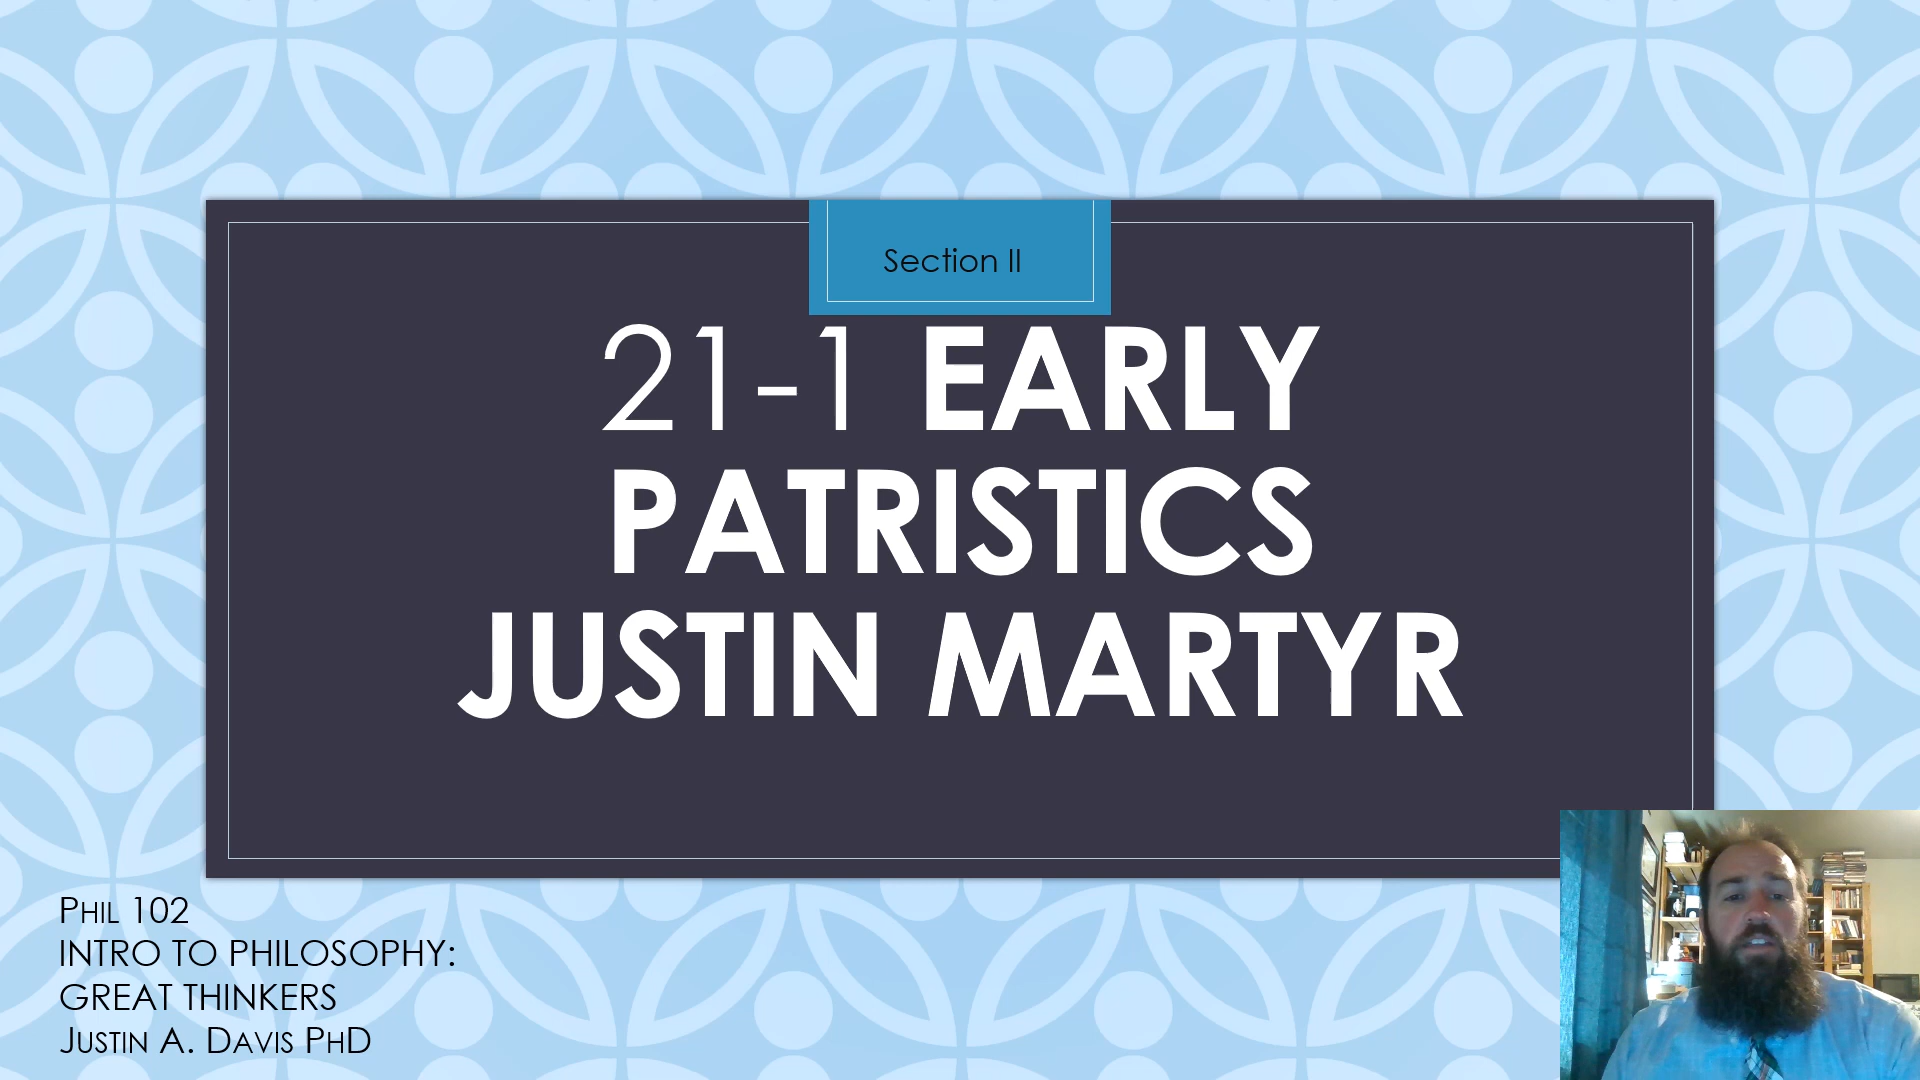 Section II
21-1 EARLY
PATRISTICS
JUSTIN MARTYR
PHIL 102
INTRO TO PHILOSOPHY:
GREAT THINKERS
JUSTIN A. DAVIS PHD